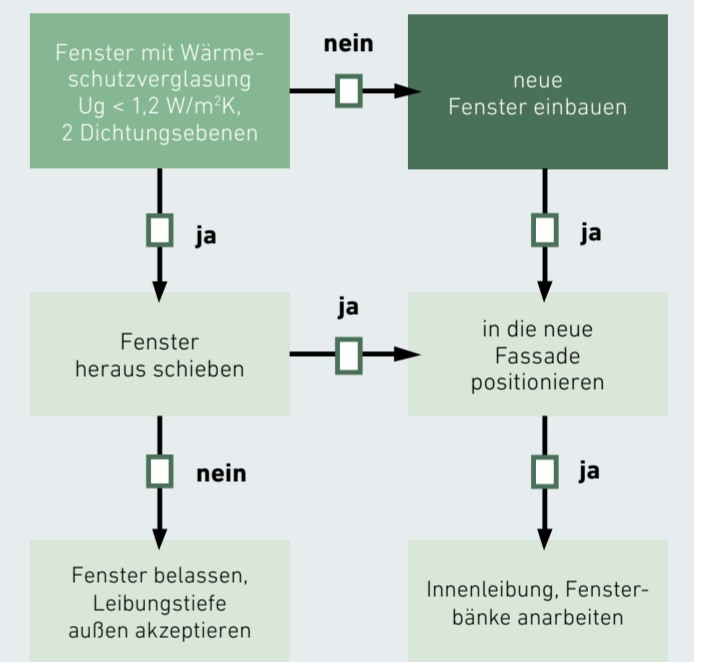 Fenster mit Wärme-
schutzverglasung
Ug < 1,2 W/m²K,
2 Dichtungsebenen
nein
neue
Fenster einbauen
ja
ja
Fenster
heraus schieben
ja
in die neue
Fassade
positionieren
nein
ja
Fenster belassen,
Leibungstiefe
außen akzeptieren
Innenleibung, Fenster-
bänke anarbeiten